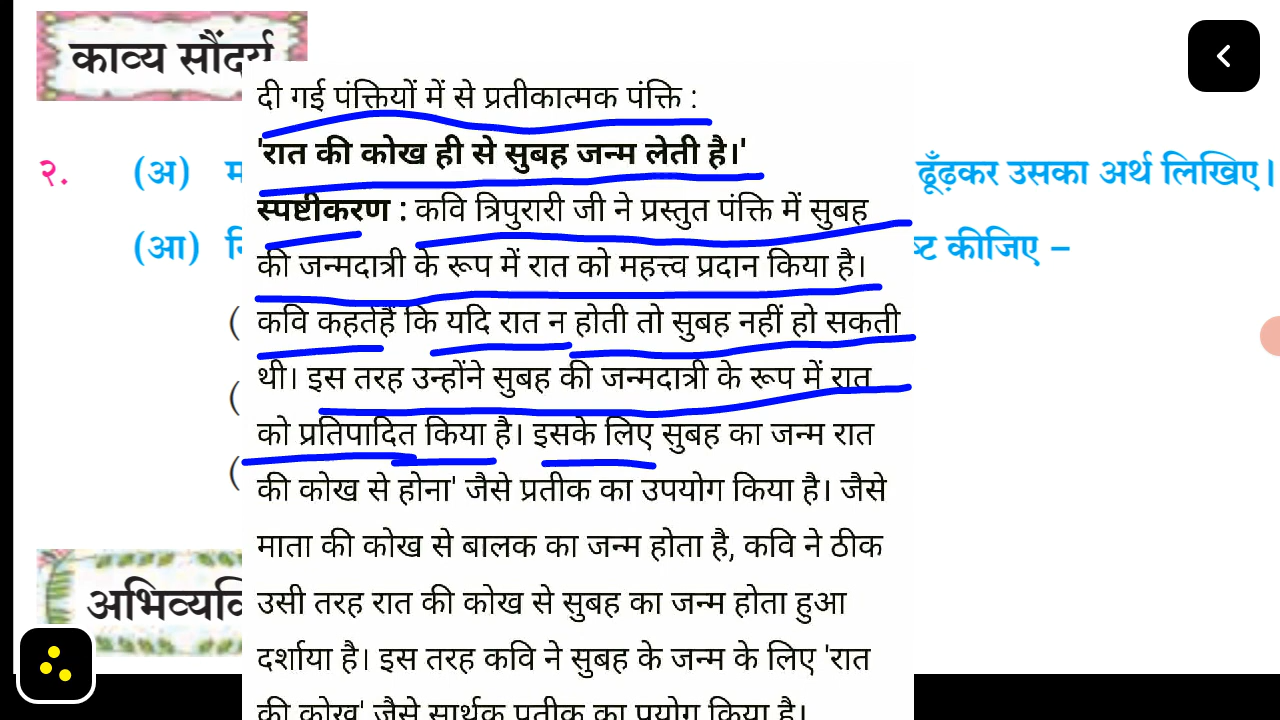 काव्य सौंदर्य
दी गई पंक्तियों में से प्रतीकात्मक पंक्ति :
'रात की कोख ही से सुबह जन्म लेती है।'
२. (अ) ढूँढ़कर उसका अर्थ लिखिए।
स्पष्टीकरण : कवि त्रिपुरारी जी ने प्रस्तुत पंक्ति में सुबह
(आ) कीजिए –
की जन्मदात्री के रूप में रात को महत्त्व प्रदान किया है।
कवि कहतेहैं कि यदि रात न होती तो सुबह नहीं हो सकती
थी। इस तरह उन्होंने सुबह की जन्मदात्री के रूप में रात
को प्रतिपादित किया है। इसके लिए सुबह का जन्म रात
की कोख से होना' जैसे प्रतीक का उपयोग किया है। जैसे
माता की कोख से बालक का जन्म होता है, कवि ने ठीक
उसी तरह रात की कोख से सुबह का जन्म होता हुआ
दर्शाया है। इस तरह कवि ने सुबह के जन्म के लिए 'रात
की कोख' जैसे सार्थक प्रतीक का प्रयोग किया है।